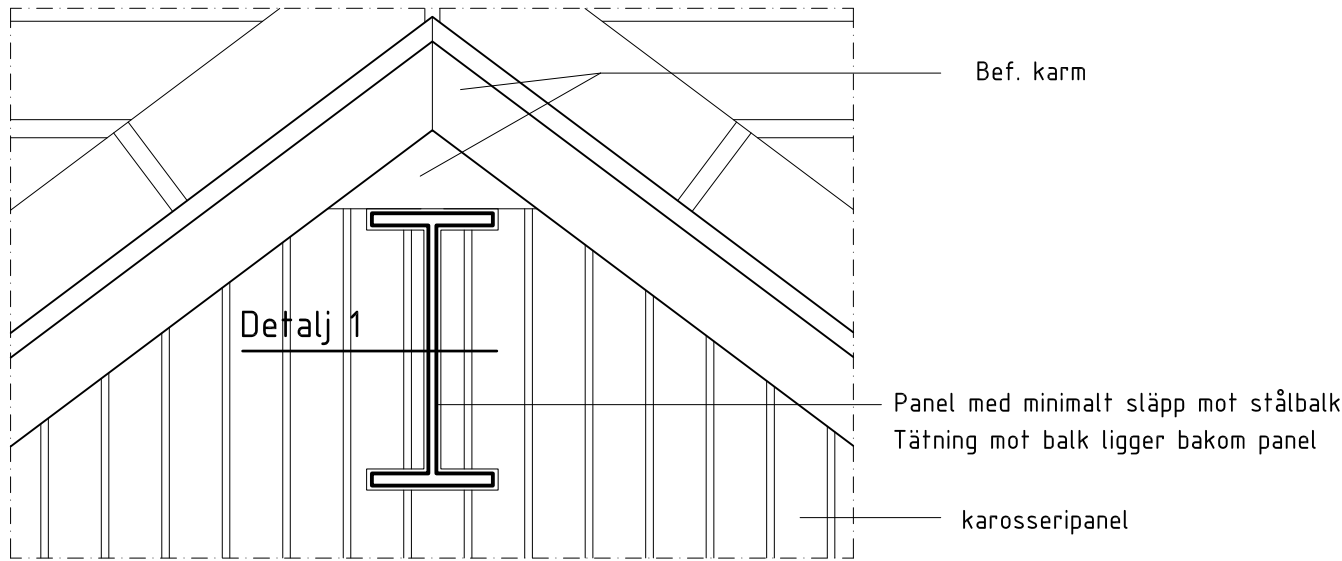 Bef. karm
Detalj 1
Panel med minimalt släpp mot stålbalk
Tätning mot balk ligger bakom panel
karosseripanel